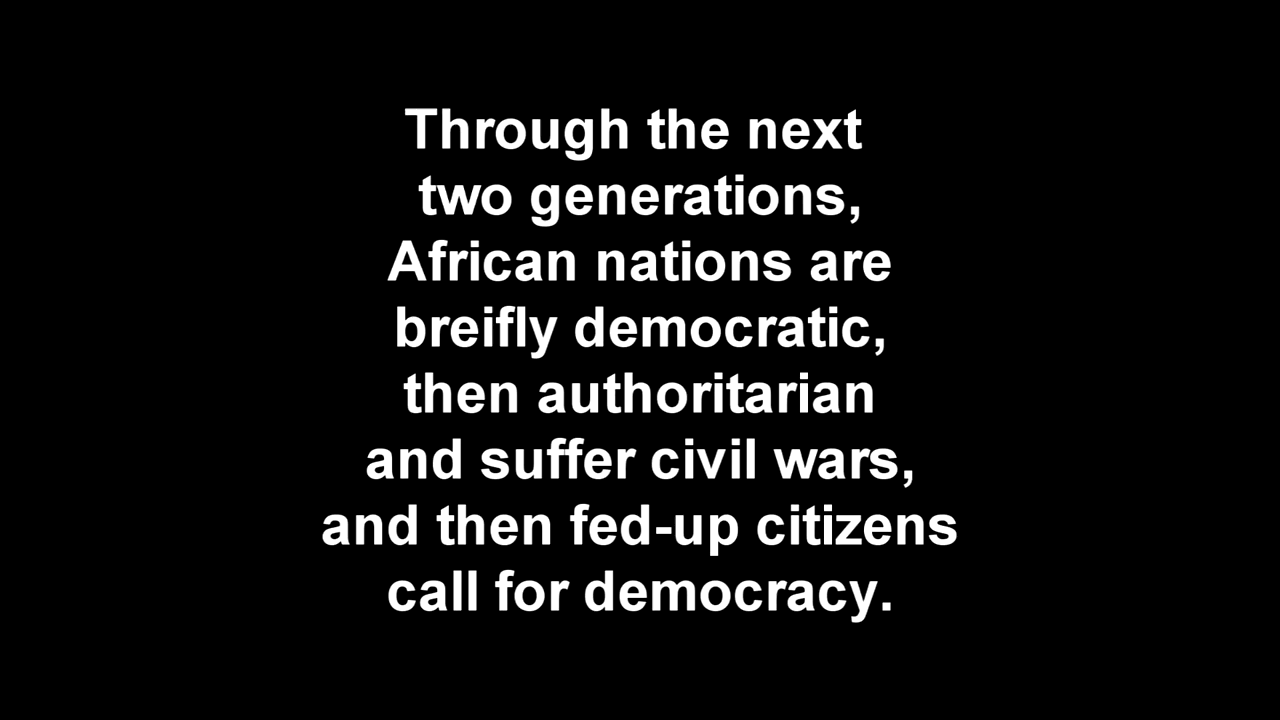 Through the next
two generations,
African nations are
breifly democratic,
then authoritarian
and suffer civil wars,
and then fed-up citizens
call for democracy.